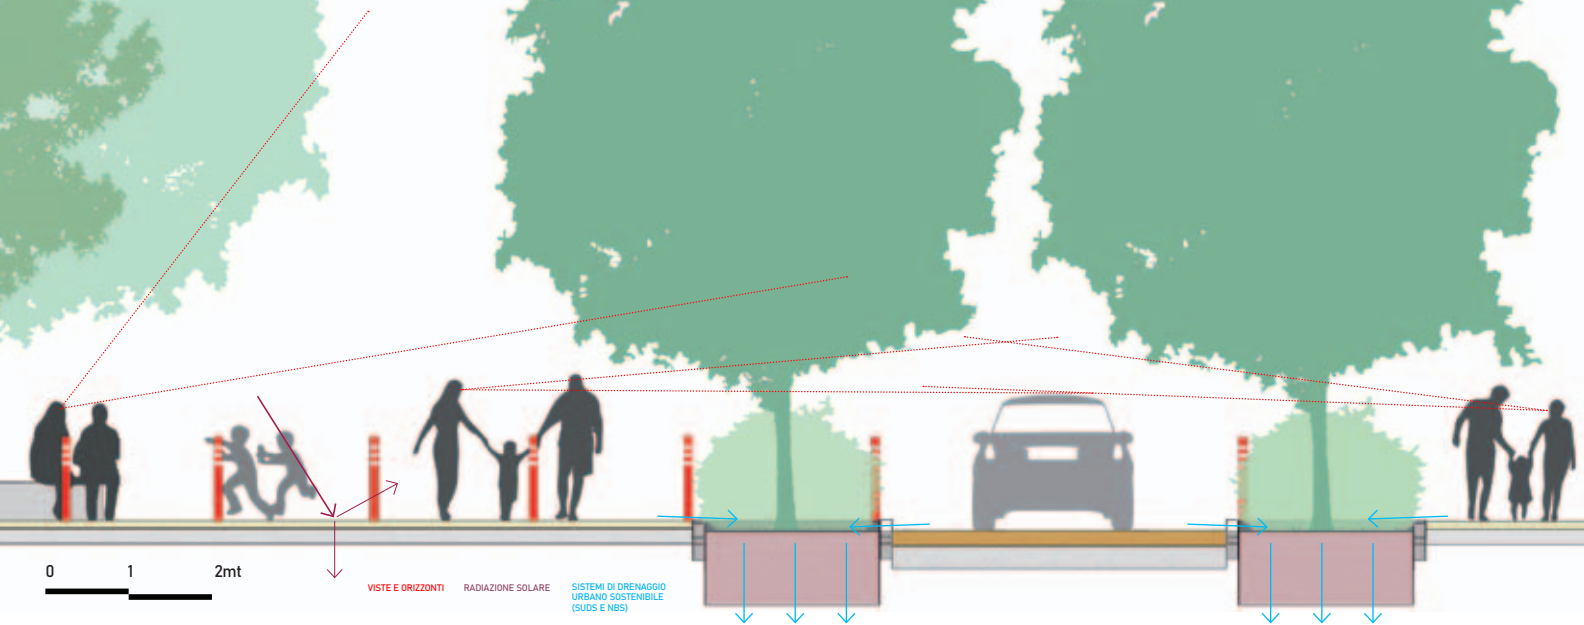 0 1 2mt
VISTE E ORIZZONTI
RADIAZIONE SOLARE
SISTEMI DI DRENAGGIO
URBANO SOSTENIBILE
(SUDS E NBS)